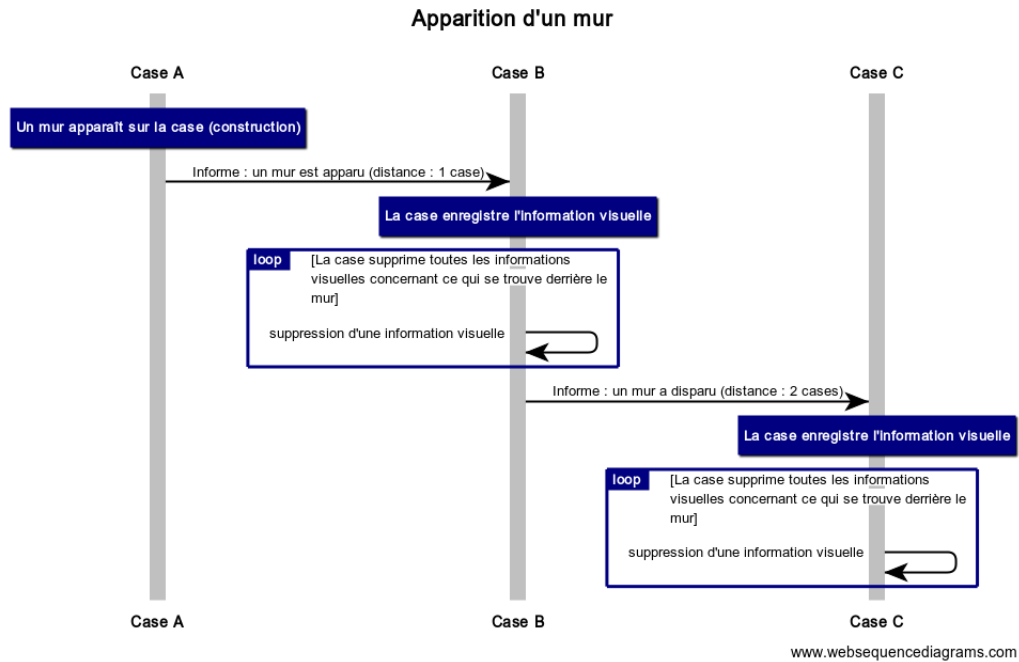 Apparition d'un mur
Case A
Case B
Case C
Un mur apparaît sur la case (construction)
Informe : un mur est apparu (distance : 1 case)
La case enregistre l'information visuelle
loop
[La case supprime toutes les informations
visuelles concernant ce qui se trouve derrière le
mur]
suppression d'une information visuelle
Informe : un mur a disparu (distance : 2 cases)
La case enregistre l'information visuelle
loop
[La case supprime toutes les informations
visuelles concernant ce qui se trouve derrière le
mur]
suppression d'une information visuelle
Case A
Case B
Case C
www.websequencediagrams.com